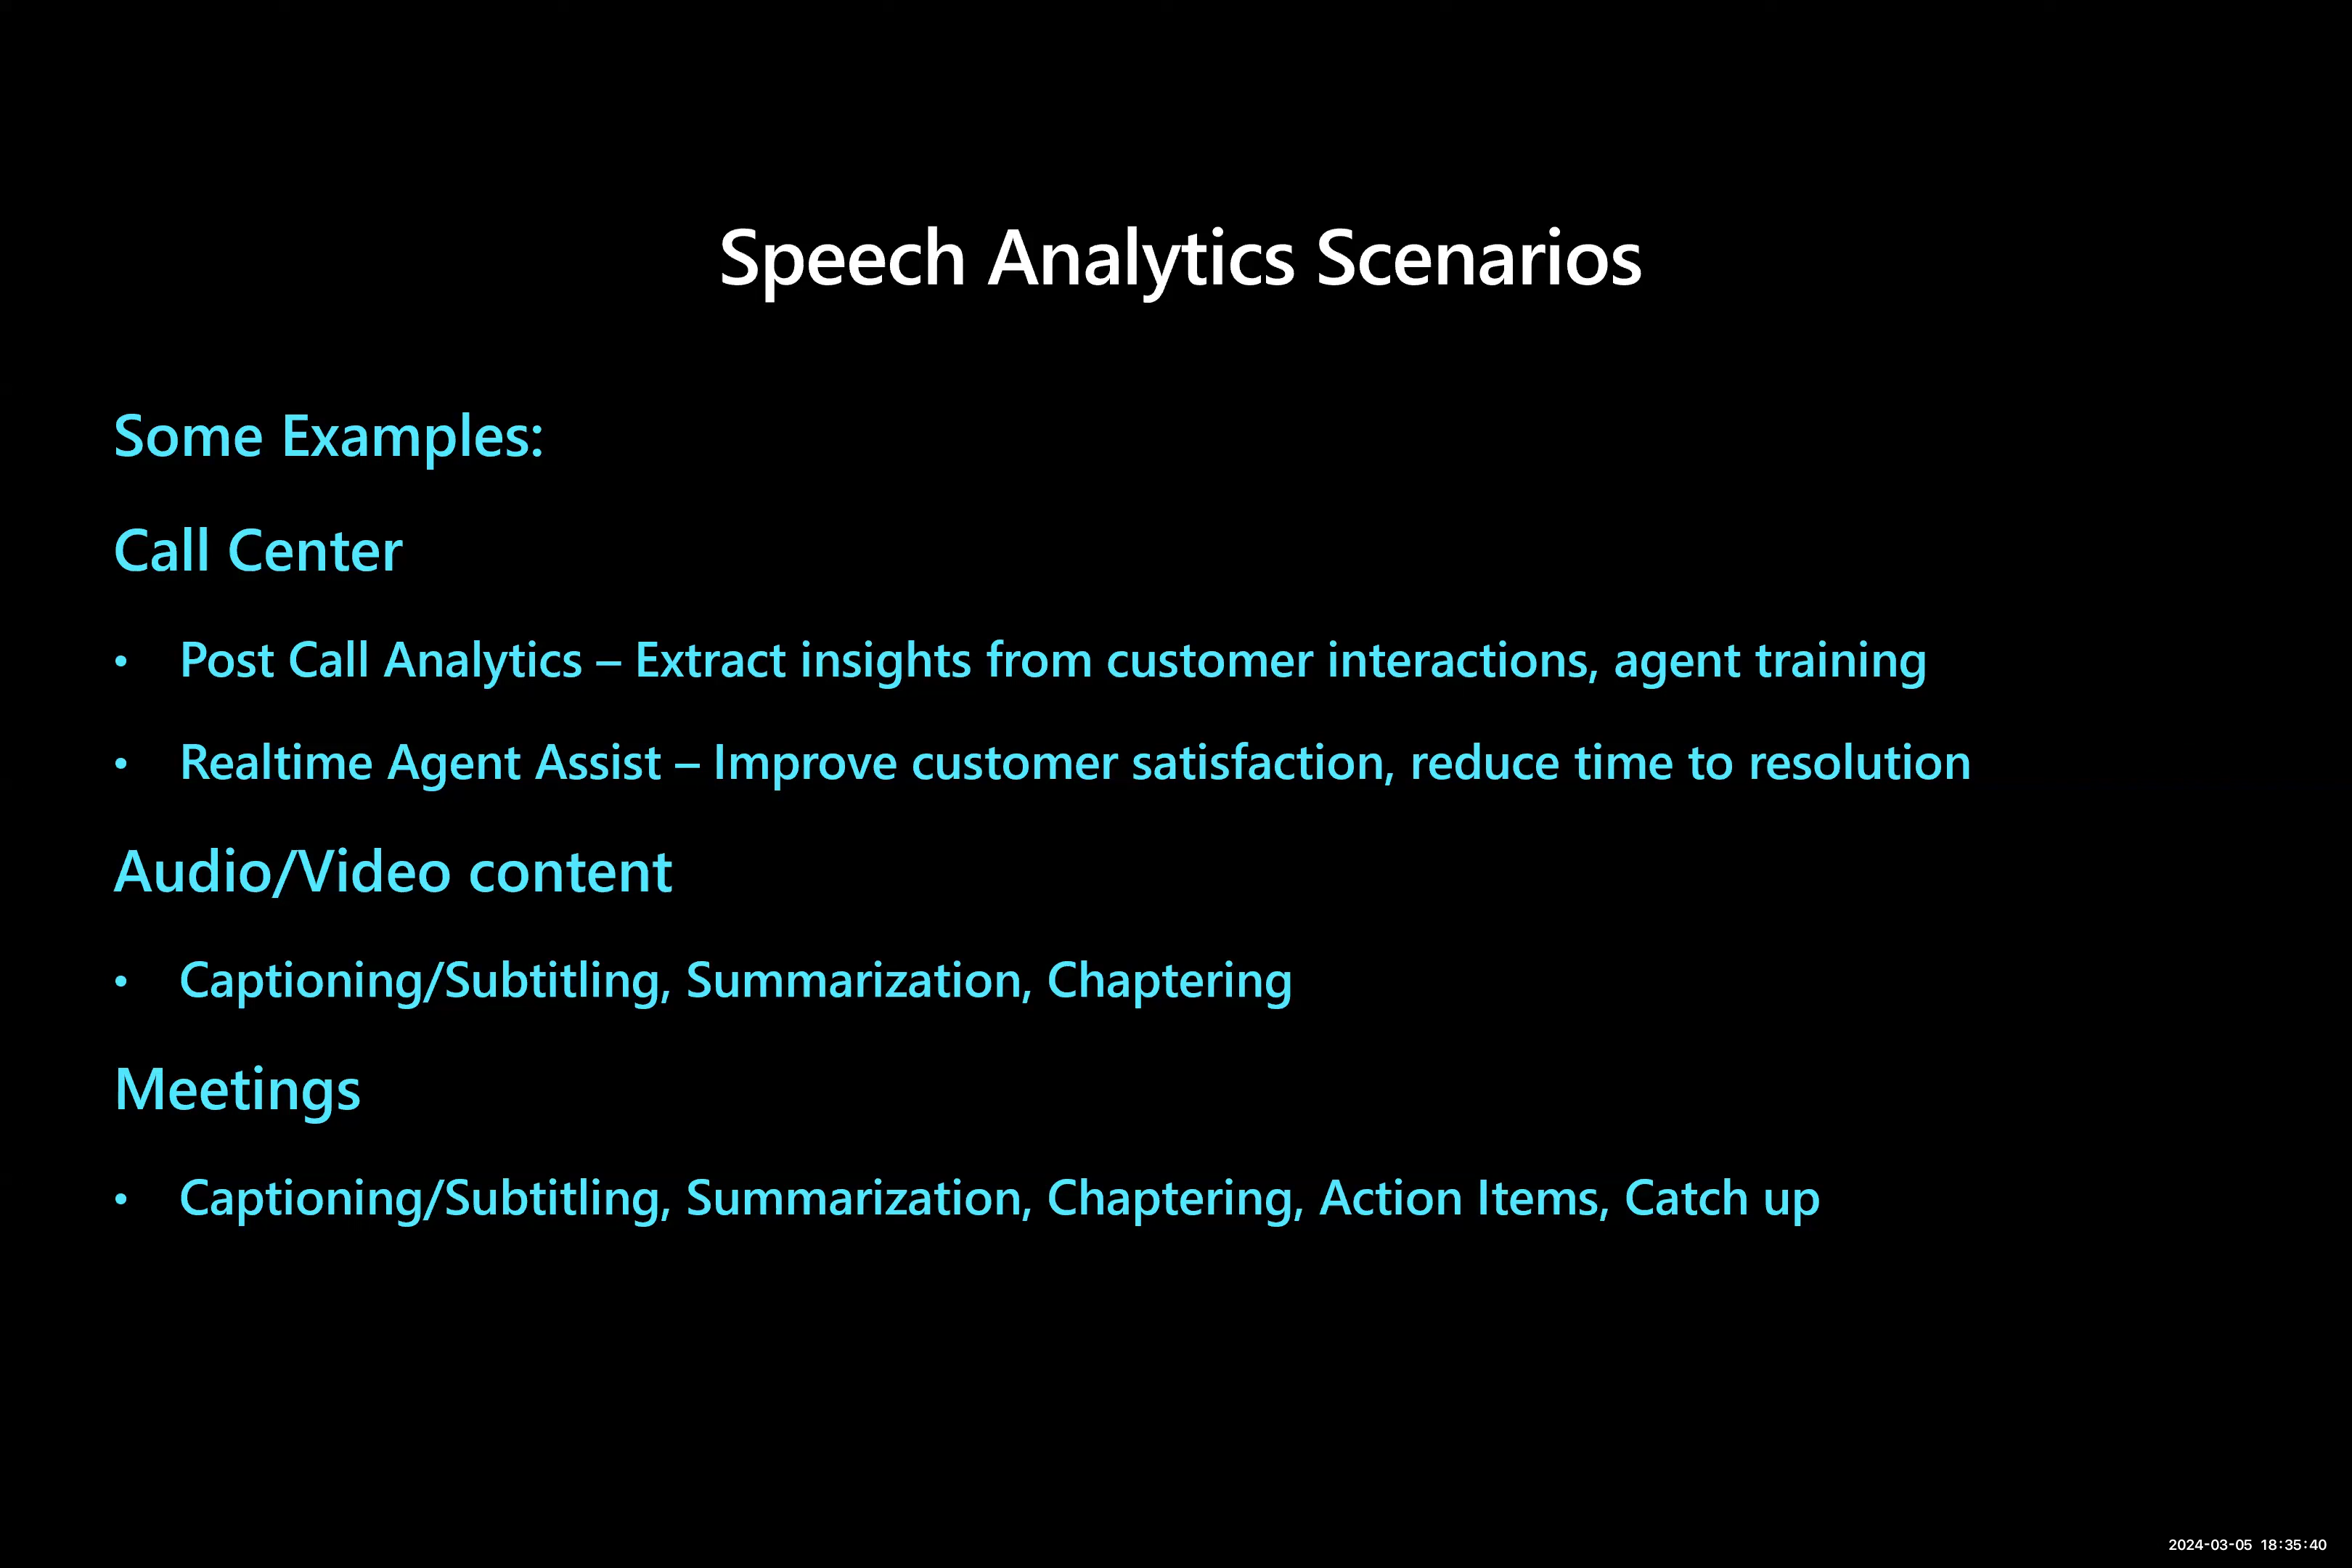 Speech Analytics Scenarios
Some Examples:
Call Center
• Post Call Analytics – Extract insights from customer interactions, agent training
• Realtime Agent Assist – Improve customer satisfaction, reduce time to resolution
Audio/Video content
• Captioning/Subtitling, Summarization, Chaptering
Meetings
• Captioning/Subtitling, Summarization, Chaptering, Action Items, Catch up
2024-03-05 18:35:40